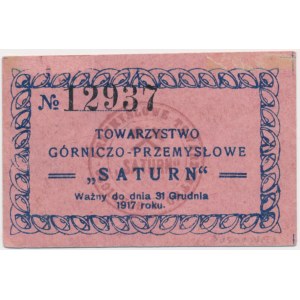 № 12937
TOWARZYSTWO
GÓRNICZO-PRZEMYSŁOWE
„SATURN“
Ważny do dnia 31 Grudnia
1917 roku.